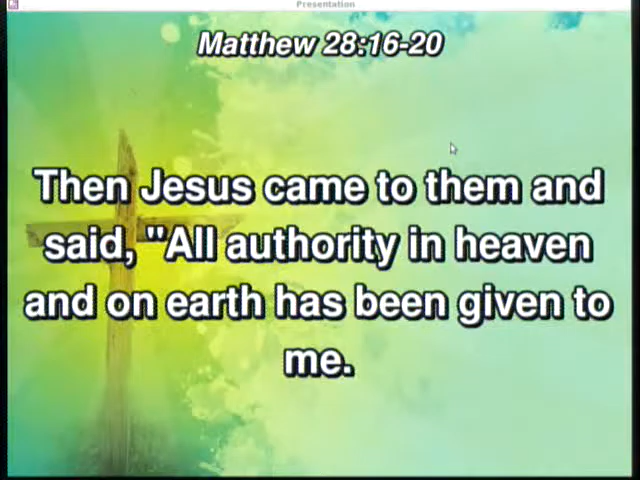 Presentation
Matthew 28:16-20
Then Jesus came to them and
said, "All authority in heaven
and on earth has been given to
me.